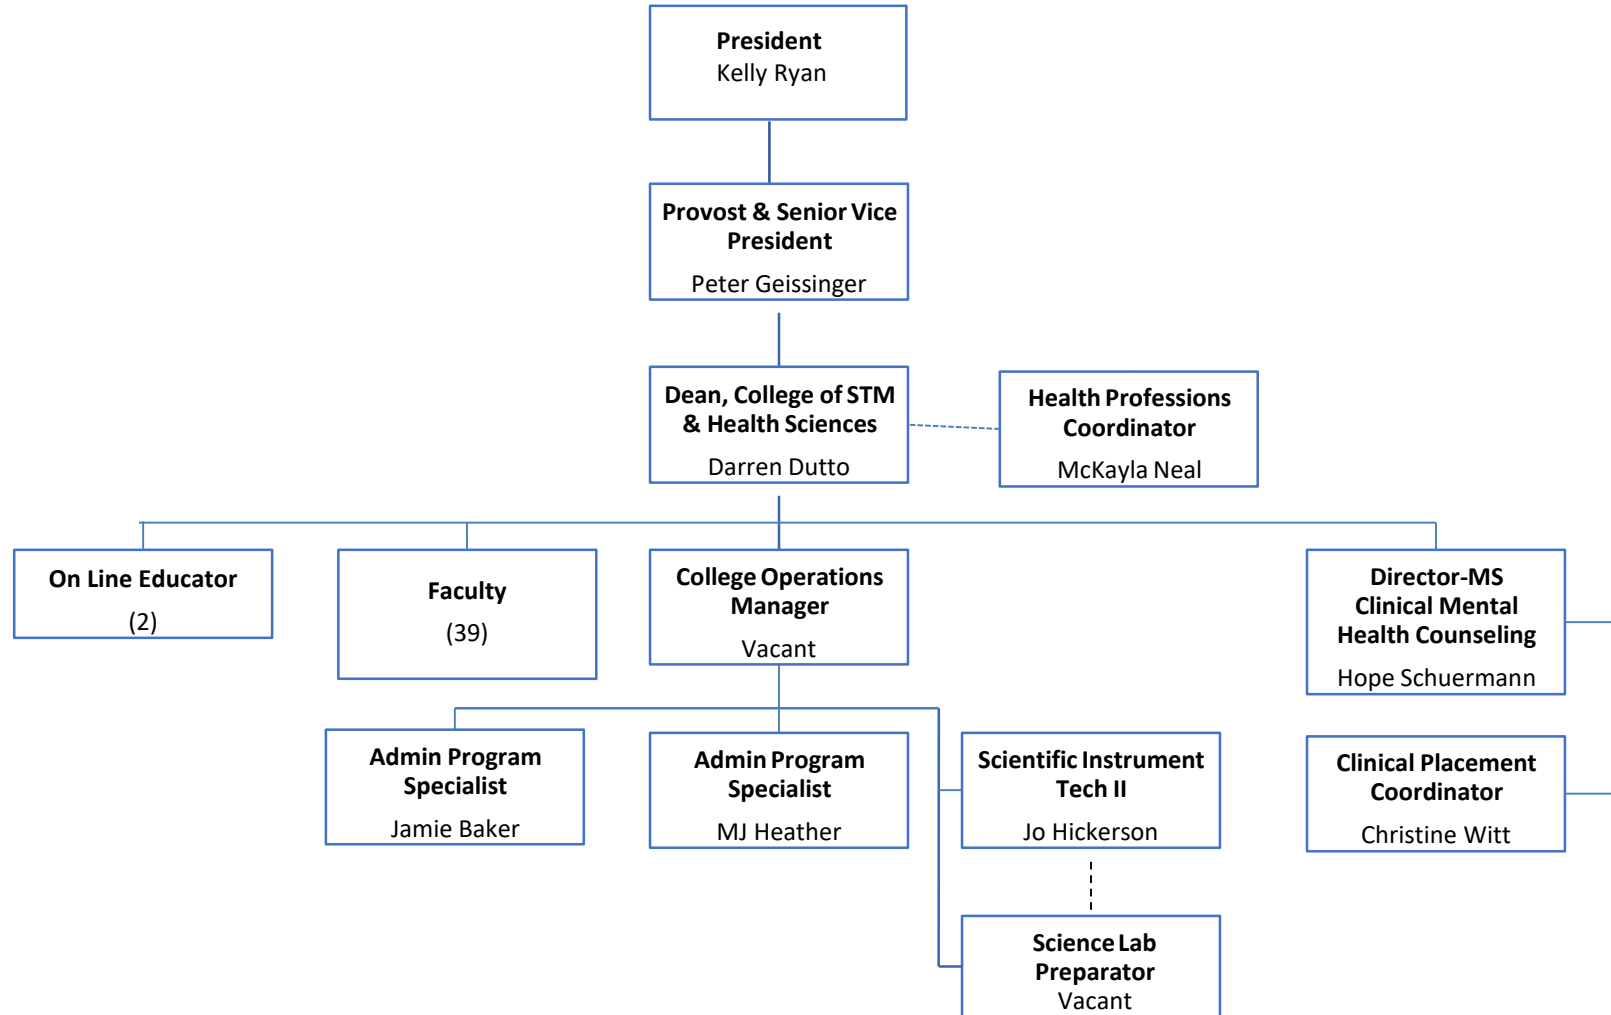 President
Kelly Ryan
Provost & Senior Vice
President
Peter Geissinger
Dean, College of STM
& Health Sciences
Darren Dutto
Health Professions
Coordinator
McKayla Neal
On Line Educator
(2)
Faculty
(39)
College Operations
Manager
Vacant
Director-MS
Clinical Mental
Health Counseling
Hope Schuermann
Admin Program
Specialist
Jamie Baker
Admin Program
Specialist
MJ Heather
Scientific Instrument
Tech II
Jo Hickerson
Clinical Placement
Coordinator
Christine Witt
Science Lab
Preparator
Vacant